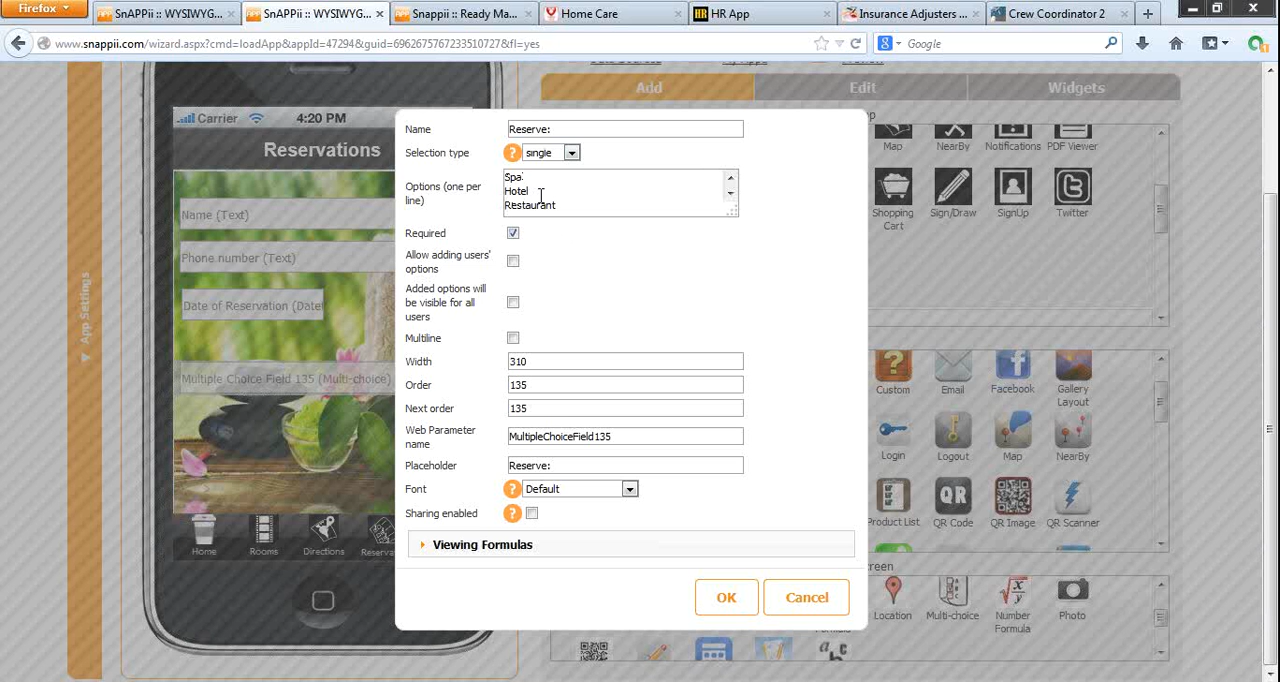 Firefox
SnAPPii :: WYSIWYG...
SnAPPii :: WYSIWYG...
Snappii :: Ready Ma...
Home Care
HR App
Insurance Adjusters ...
Crew Coordinator 2
www.snappii.com/wizard.aspx?cmd=loadApp&appId=47294&guid=6962675767233510727&fl=yes
Google
Add
Edit
Widgets
Map
NearBy
Notifications
PDF Viewer
Shopping Cart
Sign/Draw
SignUp
Twitter
App Settings
Carrier
4:20 PM
Reservations
Name (Text)
Phone number (Text)
Date of Reservation (Date
Multiple Choice Field 135 (Multi-choice)
Home
Rooms
Directions
Reserva
Name
Reserve:
Selection type
single
Options (one per line)
Spa
Hotel
Restaurant
Required
Allow adding users' options
Added options will be visible for all users
Multiline
Width
310
Order
135
Next order
135
Web Parameter name
MultipleChoiceField135
Placeholder
Reserve:
Font
Default
Sharing enabled
Viewing Formulas
OK
Cancel
Custom
Email
Facebook
Gallery Layout
Login
Logout
Map
NearBy
Product List
QR Code
QR Image
QR Scanner
creen
Location
Multi-choice
Number Formula
Photo